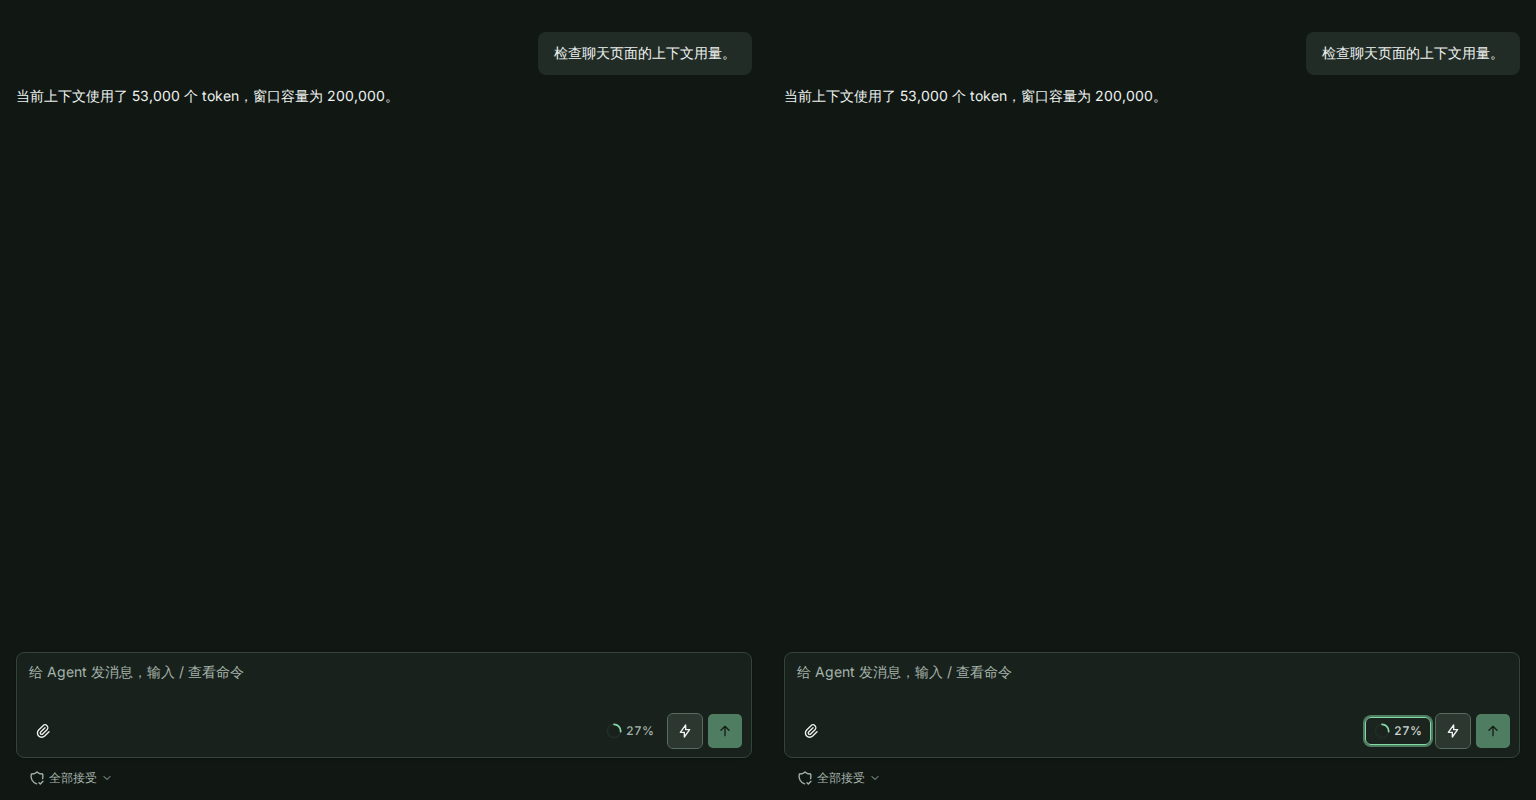 检查聊天页面的上下文用量。
当前上下文使用了 53,000 个 token，窗口容量为 200,000。
给 Agent 发消息，输入 / 查看命令
27%
全部接受
检查聊天页面的上下文用量。
当前上下文使用了 53,000 个 token，窗口容量为 200,000。
给 Agent 发消息，输入 / 查看命令
27%
全部接受